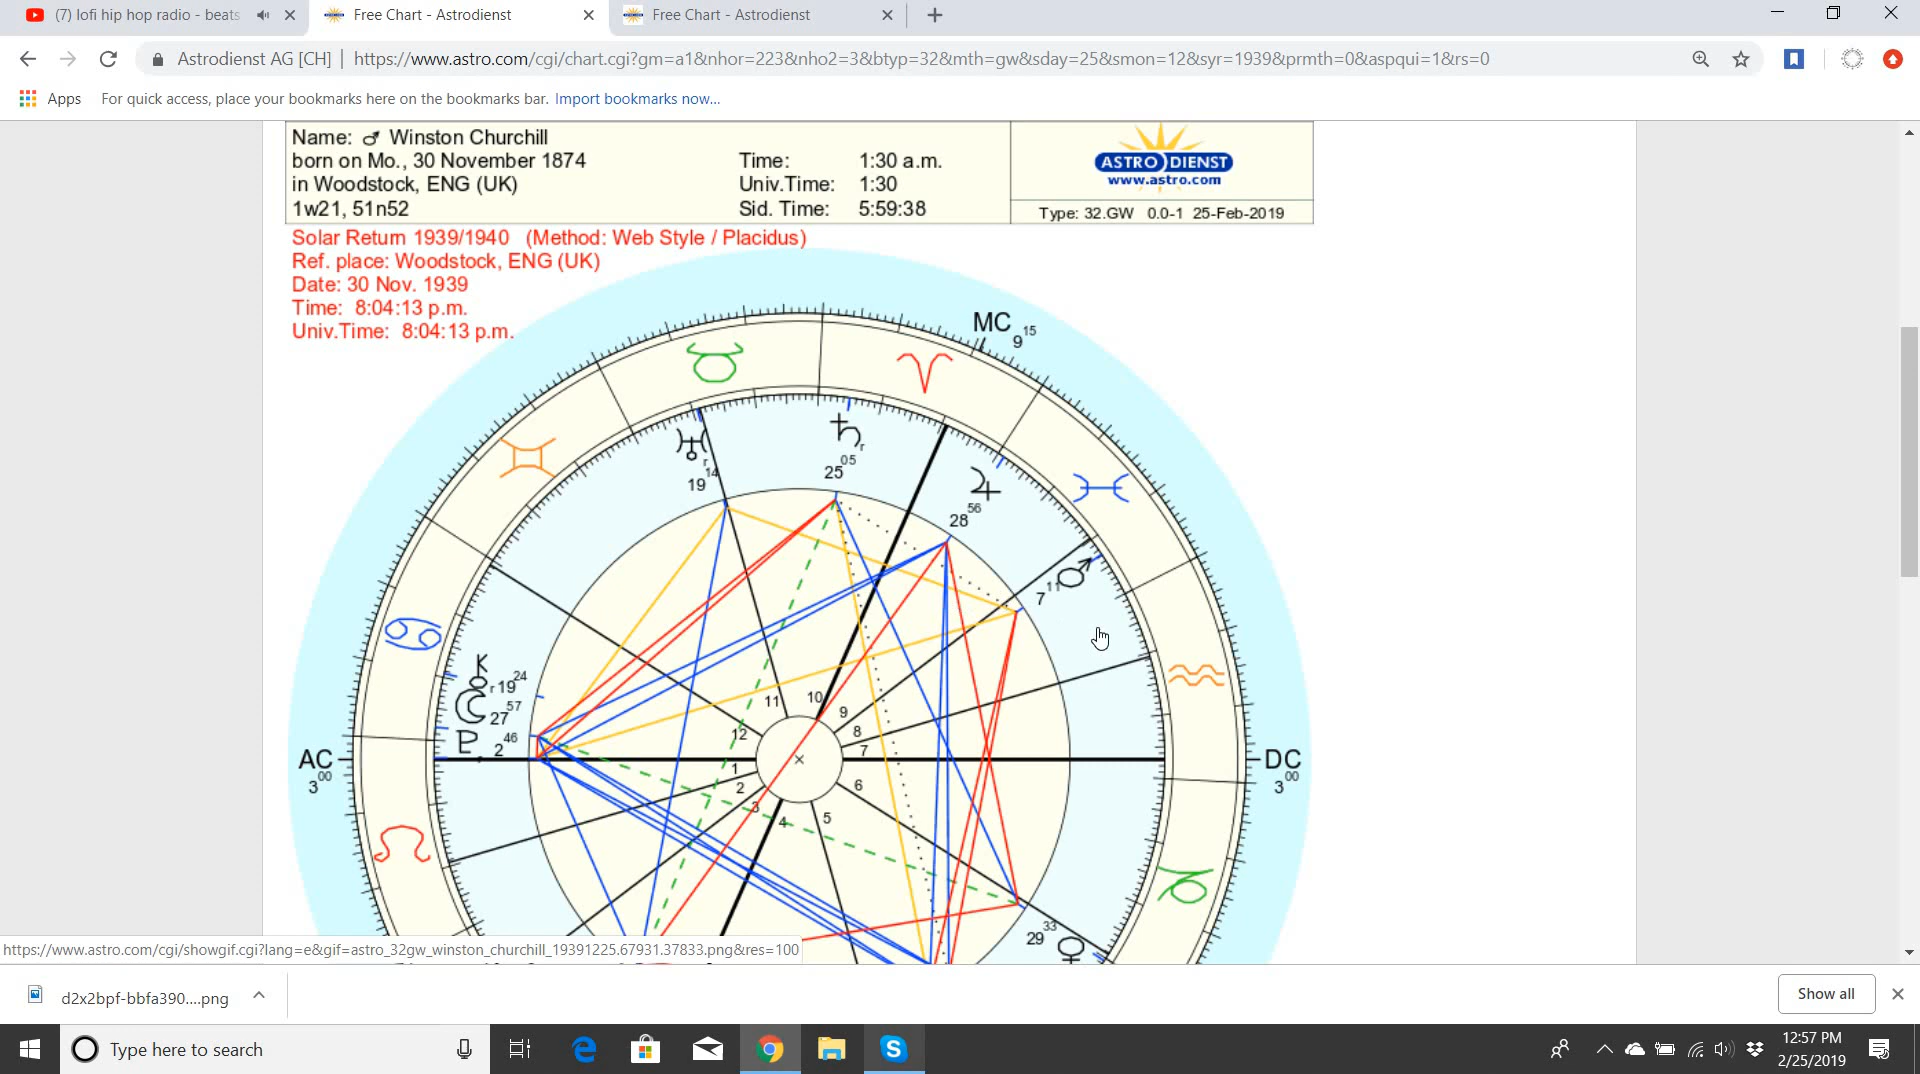 (7) lofi hip hop radio - beats
Free Chart - Astrodienst
Free Chart - Astrodienst
Astrodienst AG [CH] | https://www.astro.com/cgi/chart.cgi?gm=a1&nhor=223&nho2=3&btyp=32&mth=gw&sday=25&smon=12&syr=1939&prmth=0&aspqui=1&rs=0
Apps For quick access, place your bookmarks here on the bookmarks bar. Import bookmarks now...
Name: ♂ Winston Churchill
born on Mo., 30 November 1874
in Woodstock, ENG (UK)
1w21, 51n52
Time: 1:30 a.m.
Univ.Time: 1:30
Sid. Time: 5:59:38
ASTRO DIENST
www.astro.com
Type: 32.GW 0.0-1 25-Feb-2019
Solar Return 1939/1940 (Method: Web Style / Placidus)
Ref. place: Woodstock, ENG (UK)
Date: 30 Nov. 1939
Time: 8:04:13 p.m.
Univ.Time: 8:04:13 p.m.
MC
9 15
19 r 14
25 05 r
28 56
7 11
r 19 24
27 57
2 46
AC
3 00
DC
3 00
11
10
9
8
7
12
1
2
3
4
5
6
29 33
https://www.astro.com/cgi/showgif.cgi?lang=e&gif=astro_32gw_winston_churchill_19391225.67931.37833.png&res=100
d2x2bpf-bbfa390....png
Show all
Type here to search
12:57 PM
2/25/2019